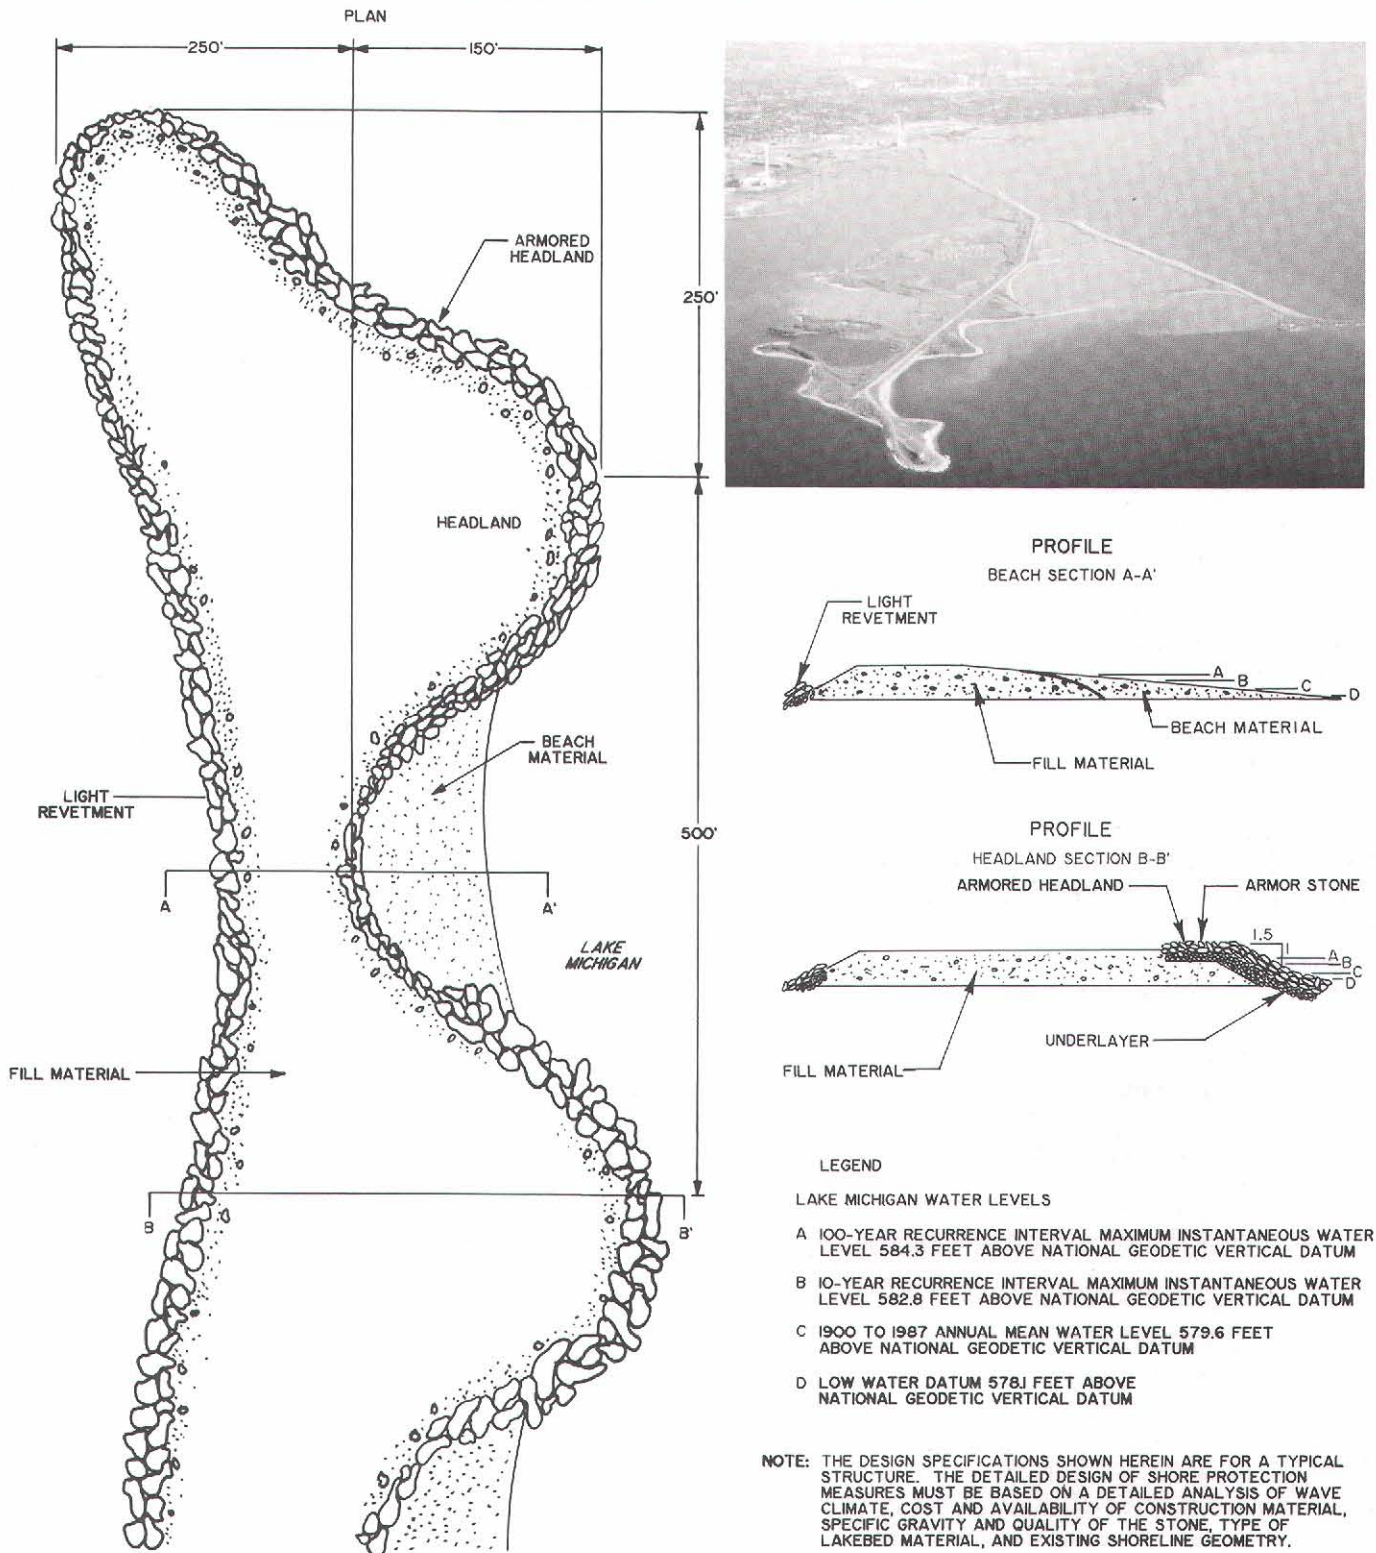 PLAN
250'
150'
ARMORED
HEADLAND
250'
HEADLAND
BEACH
MATERIAL
LIGHT
REVETMENT
500'
A
A'
LAKE
MICHIGAN
FILL MATERIAL
B
B'
PROFILE
BEACH SECTION A-A'
LIGHT
REVETMENT
A
B
C
D
BEACH MATERIAL
FILL MATERIAL
PROFILE
HEADLAND SECTION B-B'
ARMORED HEADLAND
ARMOR STONE
1.5
1
A
B
C
D
UNDERLAYER
FILL MATERIAL
LEGEND
LAKE MICHIGAN WATER LEVELS
A 100-YEAR RECURRENCE INTERVAL MAXIMUM INSTANTANEOUS WATER
LEVEL 584.3 FEET ABOVE NATIONAL GEODETIC VERTICAL DATUM
B 10-YEAR RECURRENCE INTERVAL MAXIMUM INSTANTANEOUS WATER
LEVEL 582.8 FEET ABOVE NATIONAL GEODETIC VERTICAL DATUM
C 1900 TO 1987 ANNUAL MEAN WATER LEVEL 579.6 FEET
ABOVE NATIONAL GEODETIC VERTICAL DATUM
D LOW WATER DATUM 578.1 FEET ABOVE
NATIONAL GEODETIC VERTICAL DATUM
NOTE: THE DESIGN SPECIFICATIONS SHOWN HEREIN ARE FOR A TYPICAL
STRUCTURE. THE DETAILED DESIGN OF SHORE PROTECTION
MEASURES MUST BE BASED ON A DETAILED ANALYSIS OF WAVE
CLIMATE, COST AND AVAILABILITY OF CONSTRUCTION MATERIAL,
SPECIFIC GRAVITY AND QUALITY OF THE STONE, TYPE OF
LAKEBED MATERIAL, AND EXISTING SHORELINE GEOMETRY.